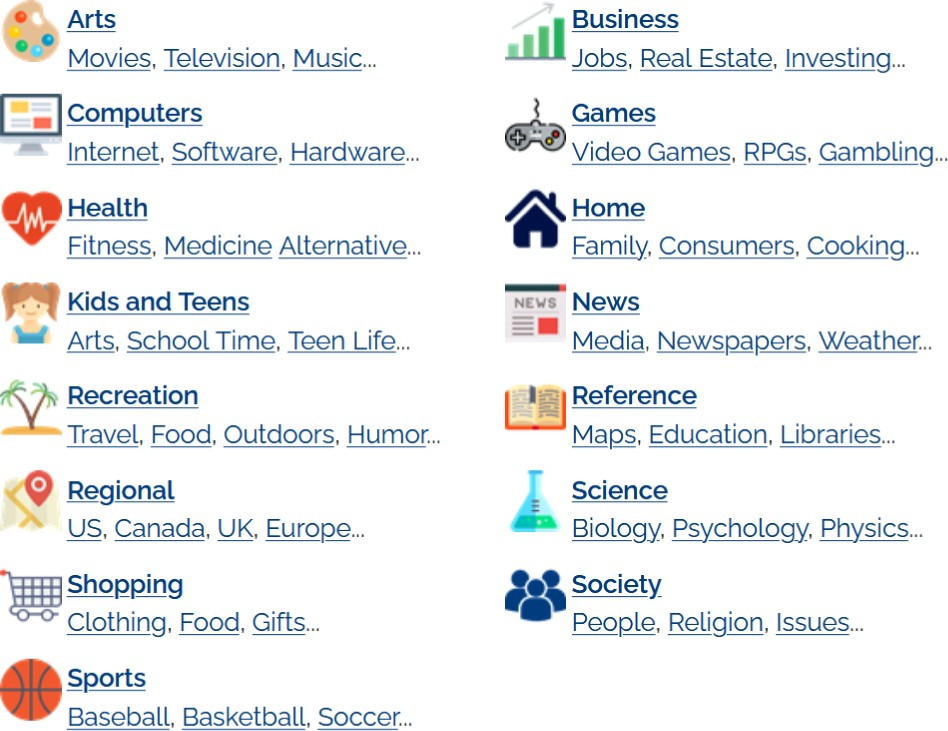 Arts
Movies, Television, Music...
Business
Jobs, Real Estate, Investing...
Computers
Internet, Software, Hardware...
Games
Video Games, RPGs, Gambling...
Health
Fitness, Medicine Alternative...
Home
Family, Consumers, Cooking...
Kids and Teens
Arts, School Time, Teen Life...
NEWS
News
Media, Newspapers, Weather...
Recreation
Travel, Food, Outdoors, Humor...
Reference
Maps, Education, Libraries...
Regional
US, Canada, UK, Europe...
Science
Biology, Psychology, Physics...
Shopping
Clothing, Food, Gifts...
Society
People, Religion, Issues...
Sports
Baseball, Basketball, Soccer...